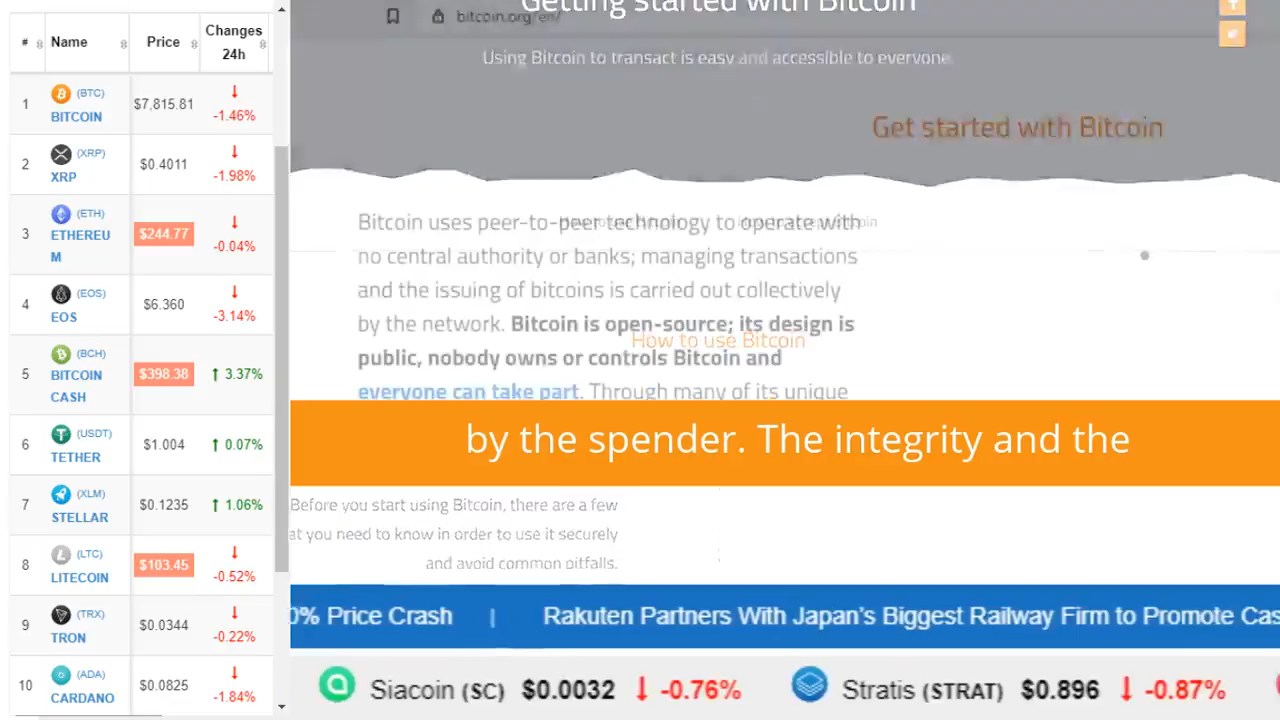 # Name Price Changes 24h
1 (BTC) BITCOIN $7,815.81 ↓ -1.46%
2 (XRP) XRP $0.4011 ↓ -1.98%
3 (ETH) ETHEREU M $244.77 ↓ -0.04%
4 (EOS) EOS $6.360 ↓ -3.14%
5 (BCH) BITCOIN CASH $398.38 ↑ 3.37%
6 (USDT) TETHER $1.004 ↑ 0.07%
7 (XLM) STELLAR $0.1235 ↑ 1.06%
8 (LTC) LITECOIN $103.45 ↓ -0.52%
9 (TRX) TRON $0.0344 ↓ -0.22%
10 (ADA) CARDANO $0.0825 ↓ -1.84%
Getting started with Bitcoin
bitcoin.org/en/
Using Bitcoin to transact is easy and accessible to everyone.
Get started with Bitcoin
Bitcoin uses peer-to-peer technology to operate with
no central authority or banks; managing transactions
and the issuing of bitcoins is carried out collectively
by the network. Bitcoin is open-source; its design is
public, nobody owns or controls Bitcoin and
everyone can take part. Through many of its unique
How to use Bitcoin
by the spender. The integrity and the
Before you start using Bitcoin, there are a few
at you need to know in order to use it securely
and avoid common pitfalls.
0% Price Crash | Rakuten Partners With Japan's Biggest Railway Firm to Promote Cas
Siacoin (SC) $0.0032 ↓ -0.76% Stratis (STRAT) $0.896 ↓ -0.87%